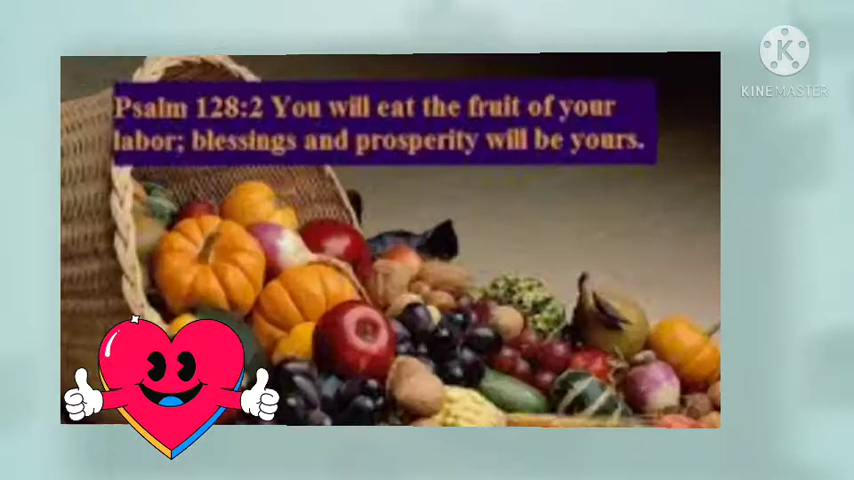 Psalm 128:2 You will eat the fruit of your
labor; blessings and prosperity will be yours.
K
KINEMASTER